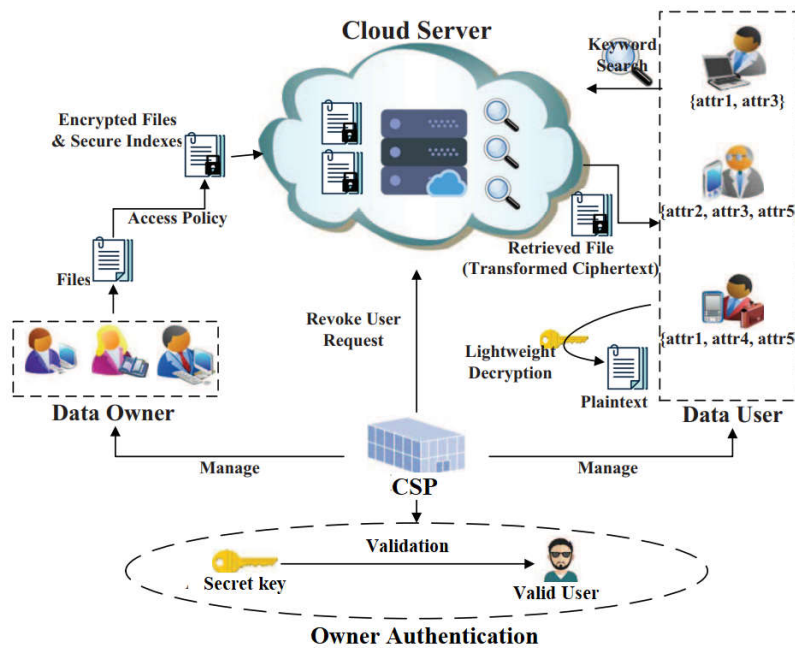 Cloud Server
Keyword
Search
{attr1, attr3}
Encrypted Files
& Secure Indexes
Access Policy
{attr2, attr3, attr5
Files
Retrieved File
(Transformed Ciphertext)
Revoke User
Request
Lightweight
Decryption
{attr1, attr4, attr5
Plaintext
Data Owner
Data User
Manage
CSP
Manage
Validation
Secret key
Valid User
Owner Authentication